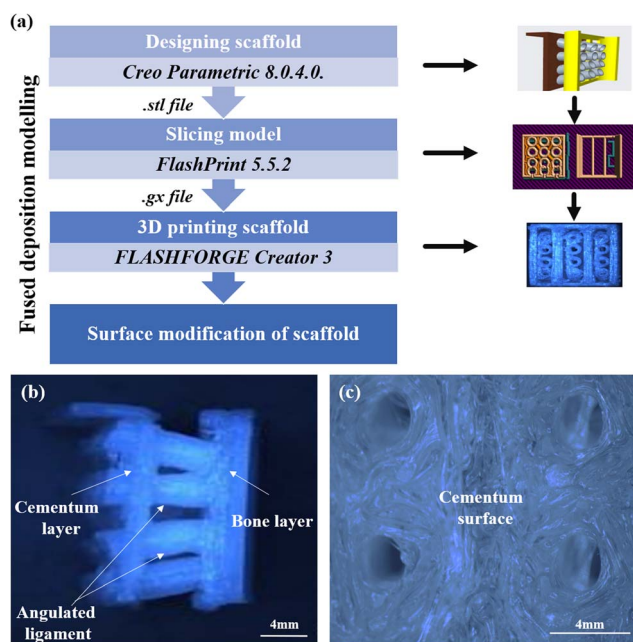 (a)
Fused deposition modelling
Designing scaffold
Creo Parametric 8.0.4.0.
.stl file
Slicing model
FlashPrint 5.5.2
.gx file
3D printing scaffold
FLASHFORGE Creator 3
Surface modification of scaffold
(b)
Cementum
layer
Bone layer
Angulated
ligament
4mm
(c)
Cementum
surface
4mm